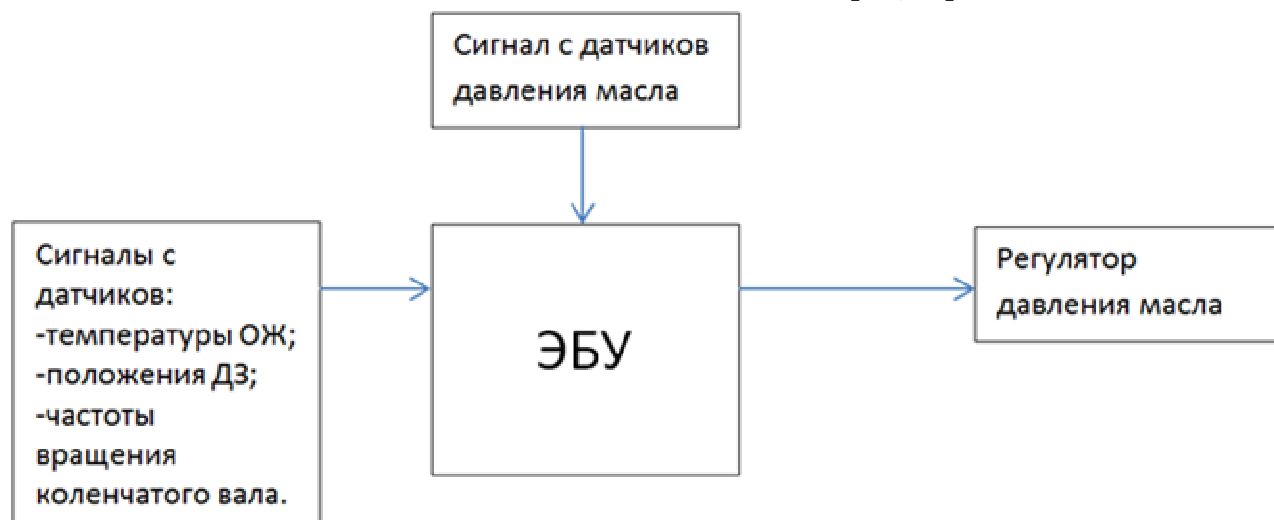 Сигнал с датчиков
давления масла
Сигналы с
датчиков:
-температуры ОЖ;
-положения ДЗ;
-частоты
вращения
коленчатого вала.
ЭБУ
Регулятор
давления масла